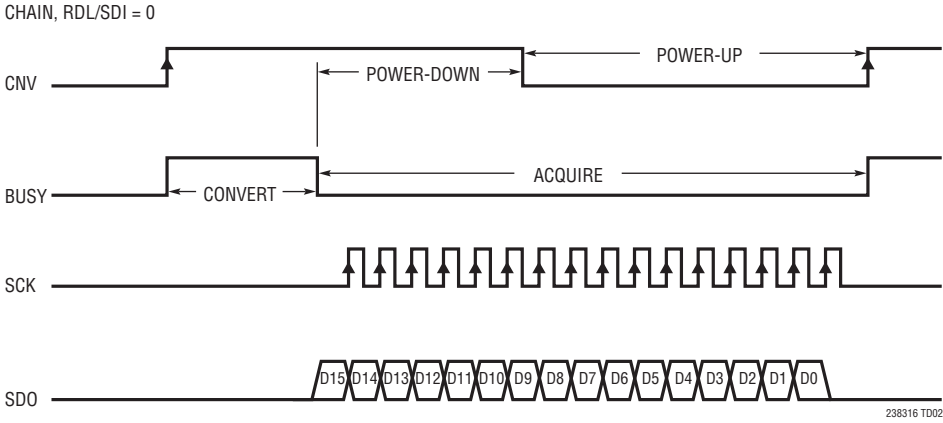 CHAIN, RDL/SDI = 0
POWER-UP
CNV
POWER-DOWN
BUSY
CONVERT
ACQUIRE
SCK
SDO
D15 D14 D13 D12 D11 D10 D9 D8 D7 D6 D5 D4 D3 D2 D1 D0
238316 TD02